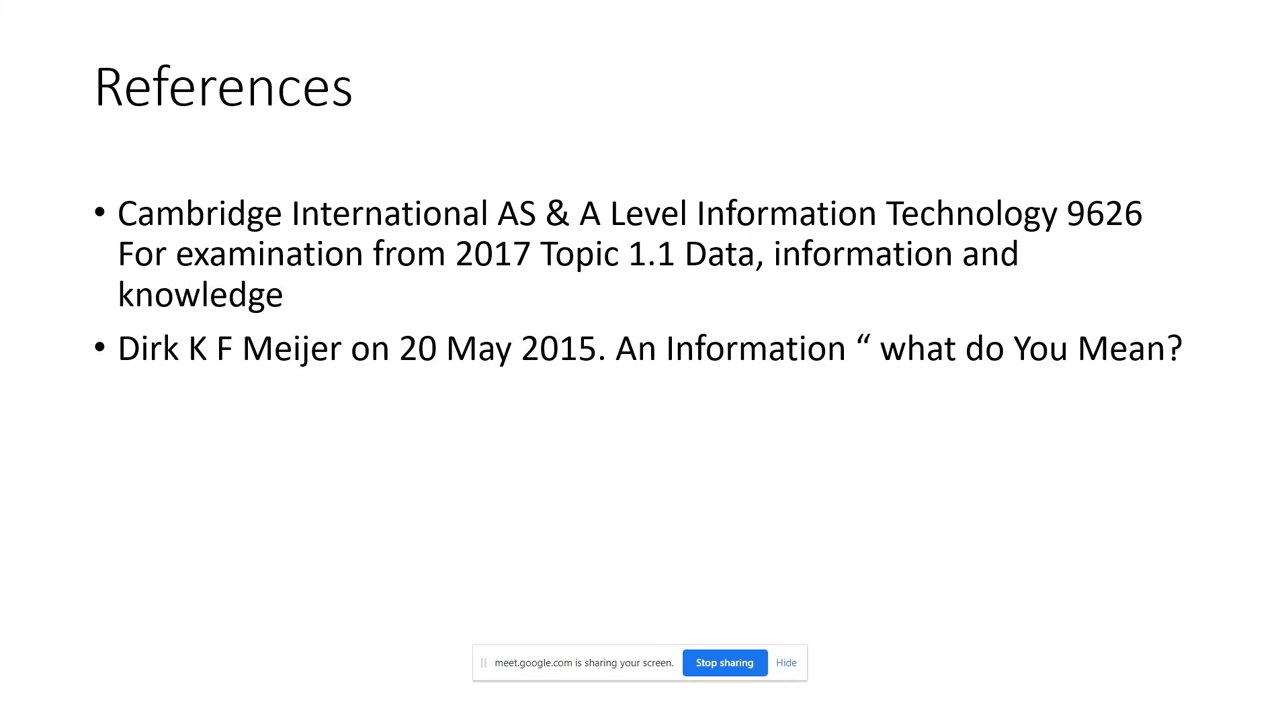 References
• Cambridge International AS & A Level Information Technology 9626
For examination from 2017 Topic 1.1 Data, information and
knowledge
• Dirk K F Meijer on 20 May 2015. An Information “ what do You Mean?
meet.google.com is sharing your screen. Stop sharing Hide